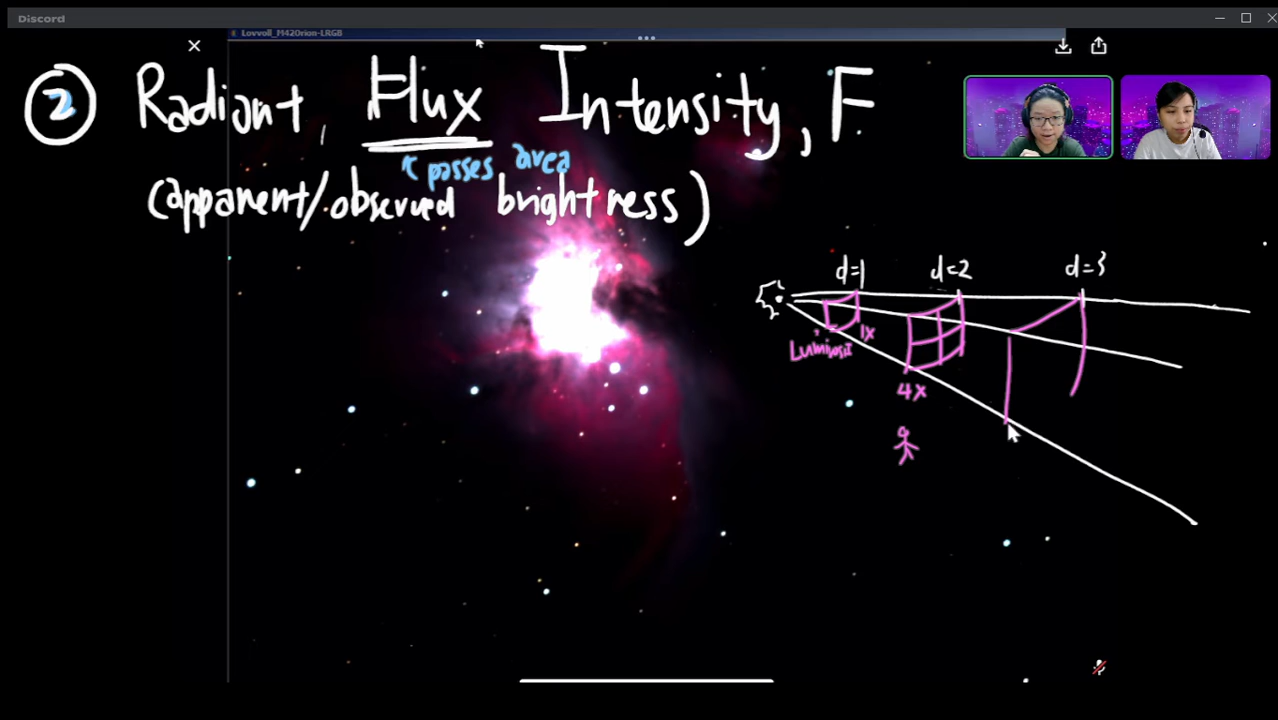 Discord
Lovvoll_M42Orion-LRGB
② Radiant Flux Intensity, F
passes area
(apparent/observed brightness)
d=1 d=2 d=3
1x
Luminosit
4x